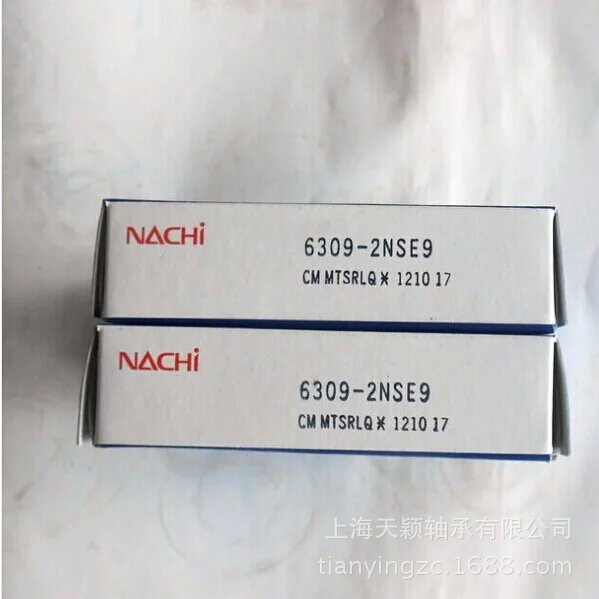 NACHi
6309-2NSE9
CM MTSRLQ * 1210 17
NACHi
6309-2NSE9
CM MTSRLQ * 1210 17
上海天颖轴承有限公司
tianyingzc.1688.com